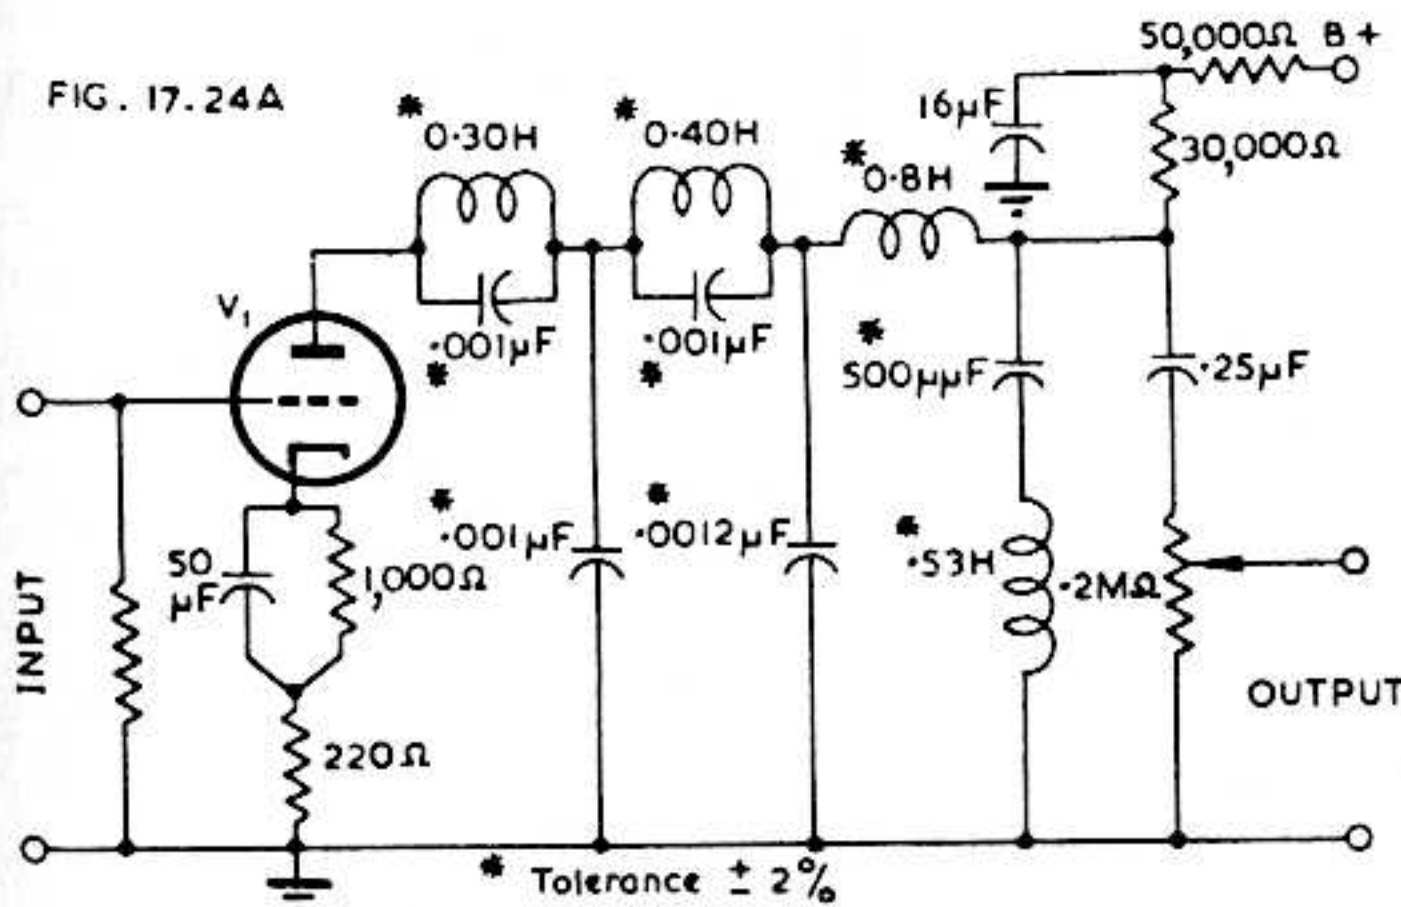 50,000Ω B +
FIG. 17.24A
* 0·30H
* 0·40H
16µF
30,000Ω
* 0·8H
V₁
·001µF *
·001µF *
* 500µµF
·25µF
INPUT
50 µF
1,000Ω
* ·001µF
* ·0012µF
* ·53H
·2MΩ
220Ω
OUTPUT
* Tolerance ± 2%